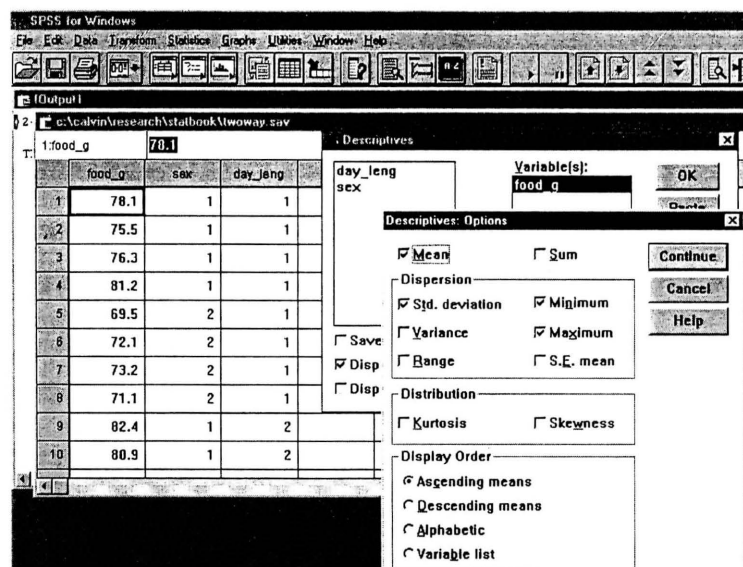 SPSS for Windows
File Edit Data Transform Statistics Graphs Utilities Window Help
[Output]
c:\calvin\research\statbook\twoway.sav
1:food_g 78.1
food_g sex day_leng
1 78.1 1 1
2 75.5 1 1
3 76.3 1 1
4 81.2 1 1
5 69.5 2 1
6 72.1 2 1
7 73.2 2 1
8 71.1 2 1
9 82.4 1 2
10 80.9 1 2
Descriptives
day_leng
sex
Variable(s):
food_g
OK
Save
Disp
Disp
Descriptives: Options
Mean Sum
Continue
Cancel
Help
Dispersion
Std. deviation Minimum
Variance Maximum
Range S.E. mean
Distribution
Kurtosis Skewness
Display Order
Ascending means
Descending means
Alphabetic
Variable list